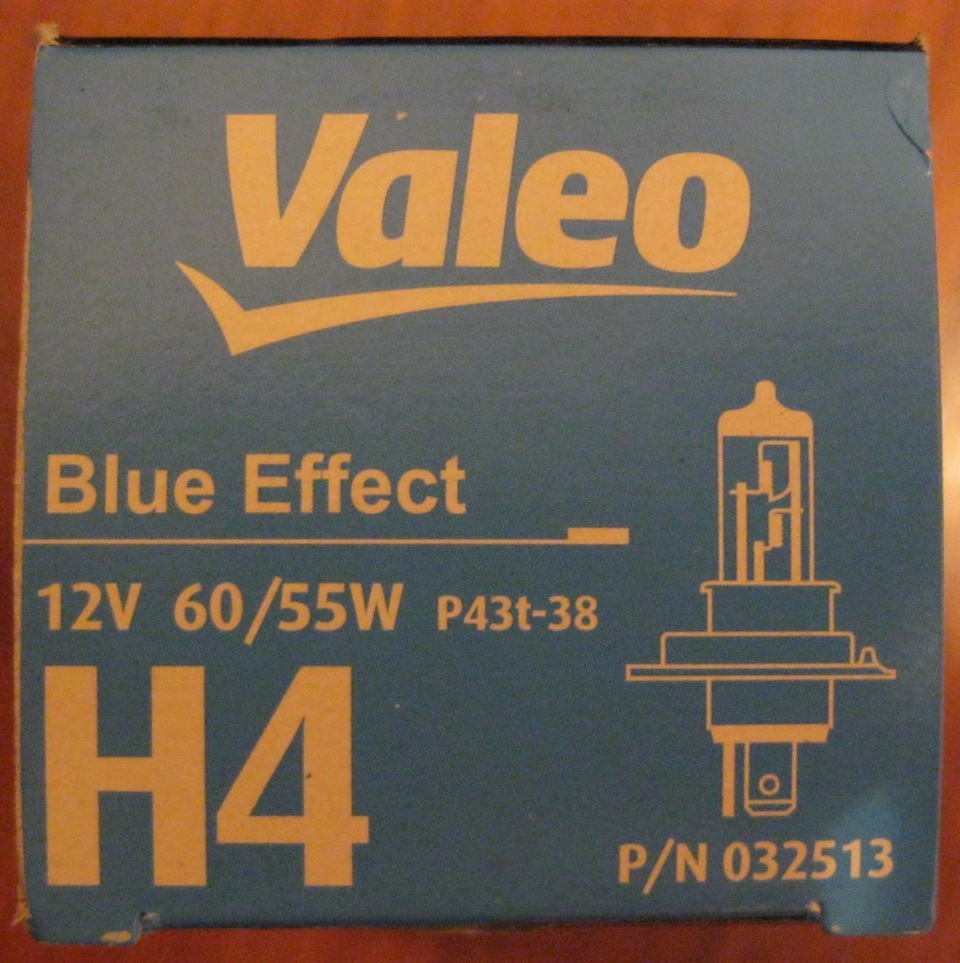 Valeo
Blue Effect
12V 60/55W P43t-38
H4
P/N 032513